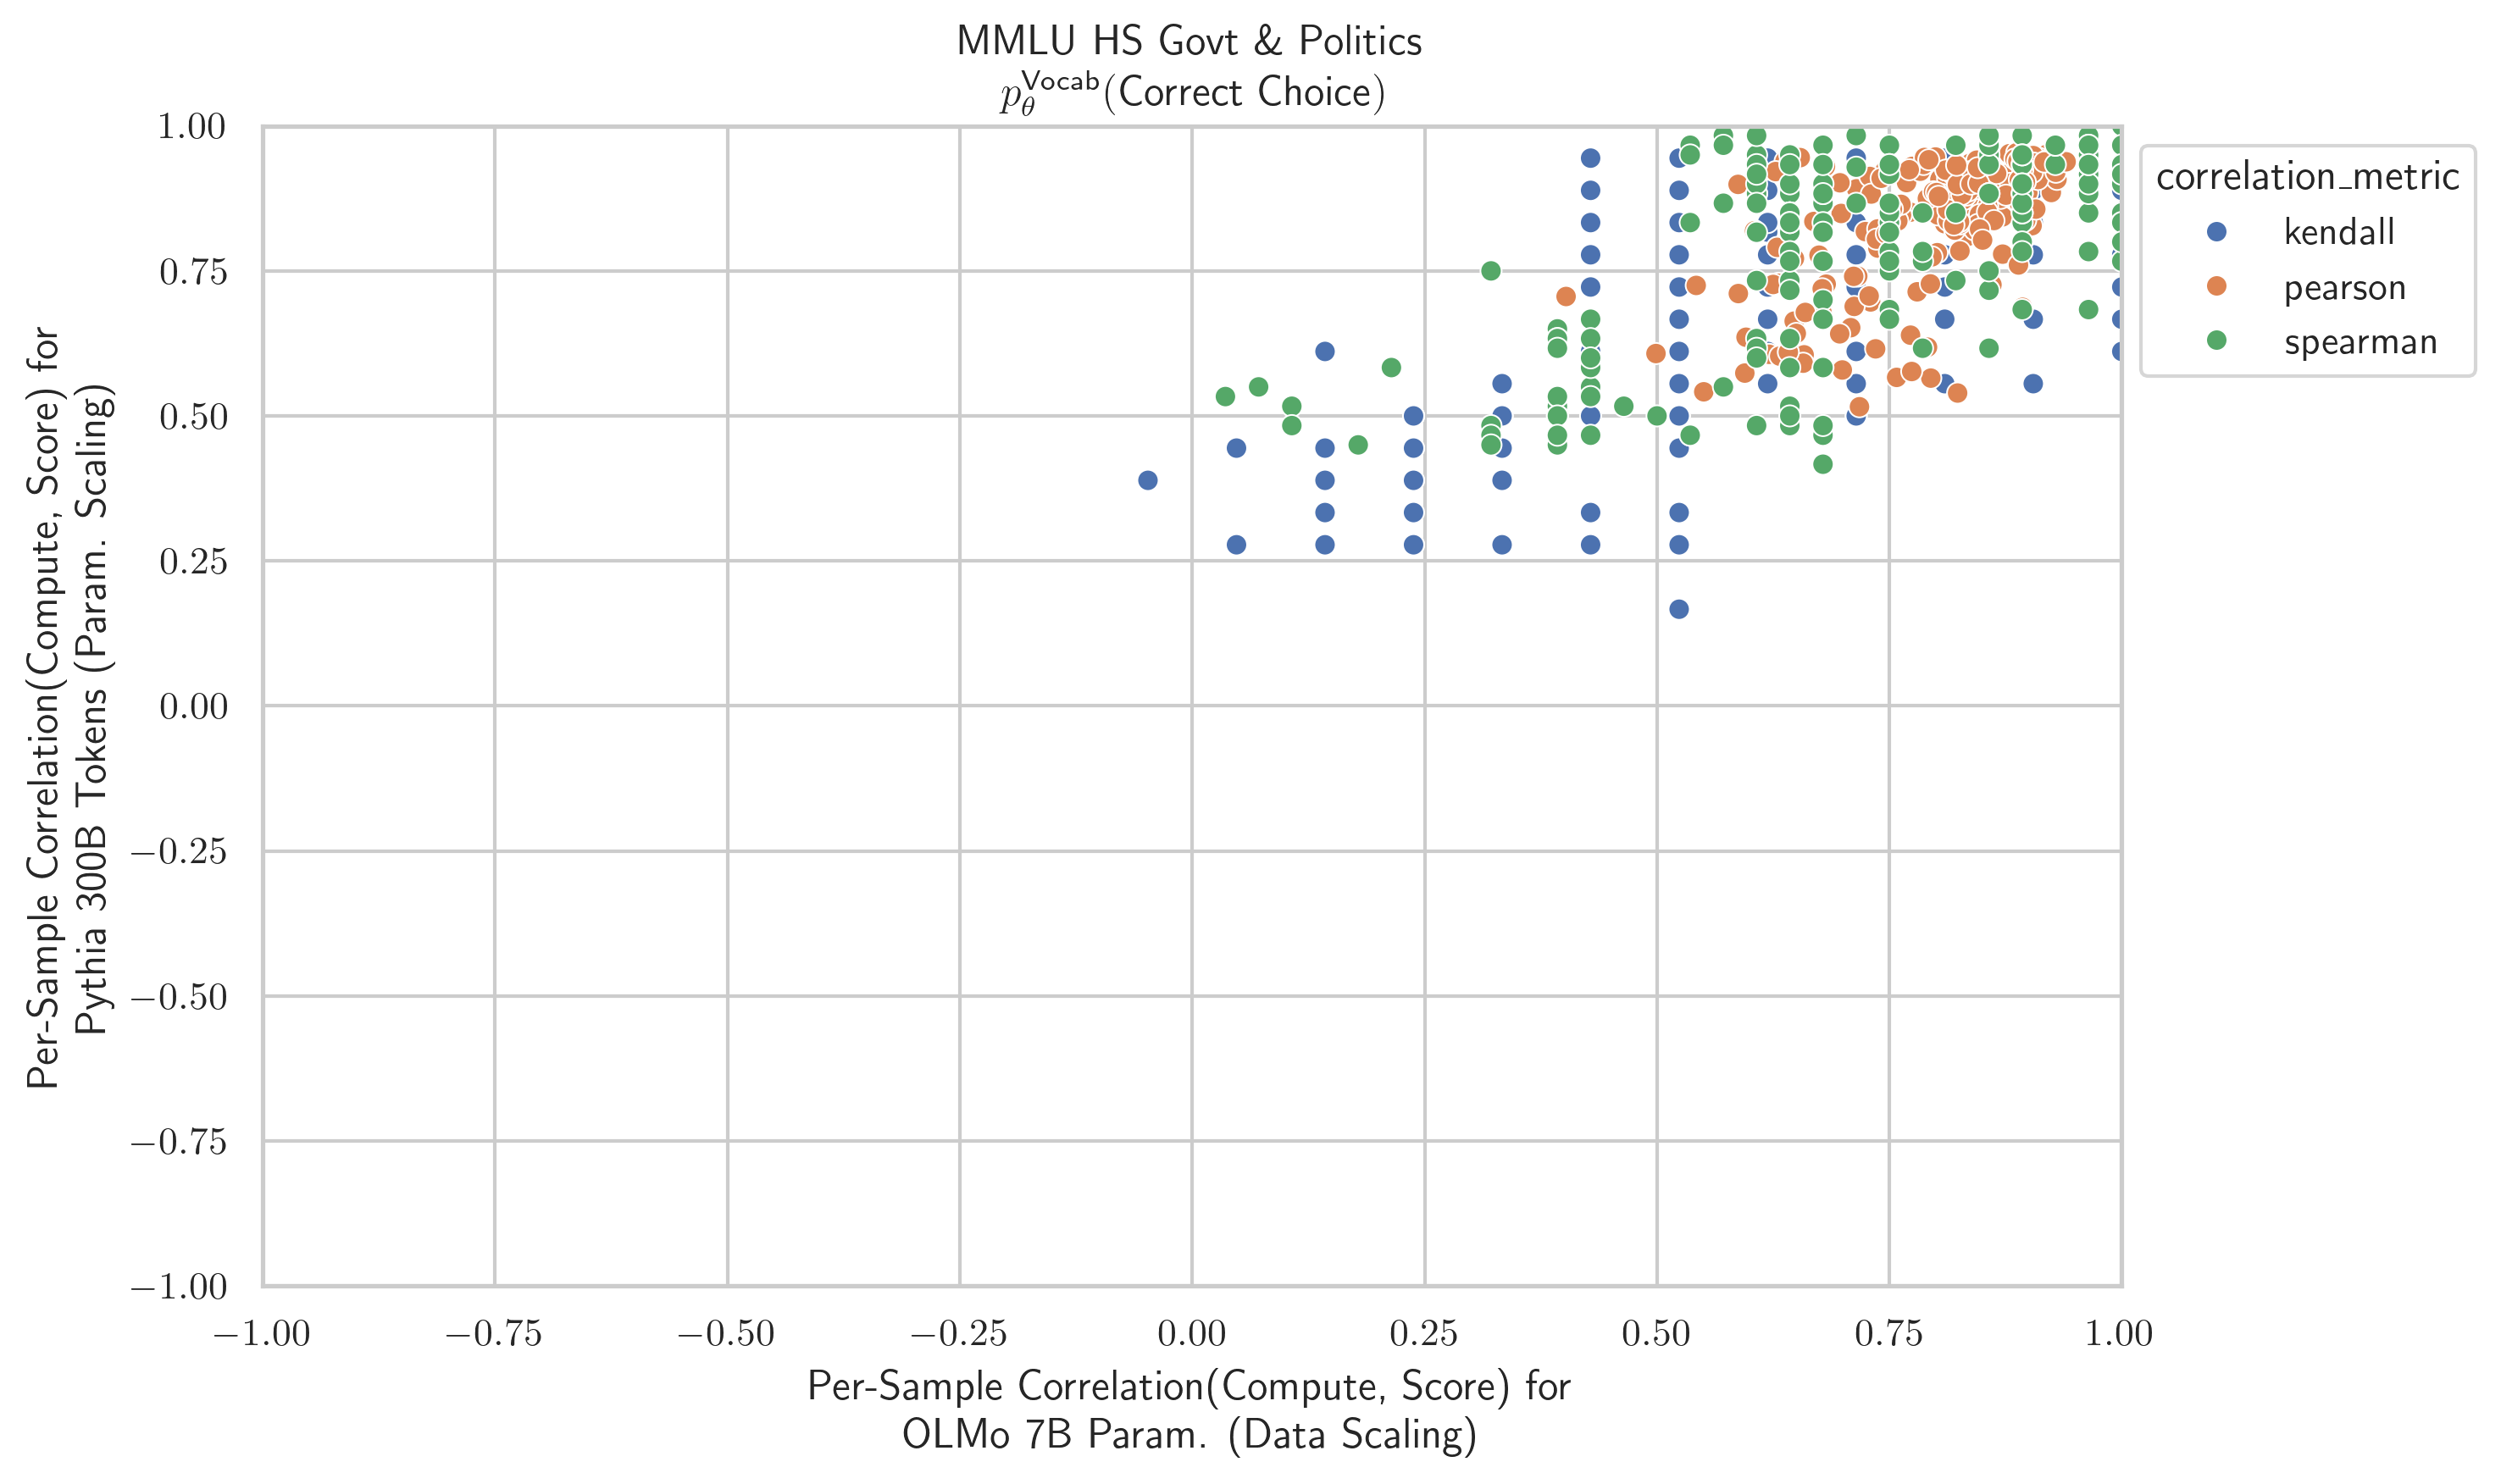 MMLU HS Govt & Politics
p_θ^Vocab(Correct Choice)
Per-Sample Correlation(Compute, Score) for
Pythia 300B Tokens (Param. Scaling)
1.00
0.75
0.50
0.25
0.00
−0.25
−0.50
−0.75
−1.00
−1.00 −0.75 −0.50 −0.25 0.00 0.25 0.50 0.75 1.00
Per-Sample Correlation(Compute, Score) for
OLMo 7B Param. (Data Scaling)
correlation_metric
kendall
pearson
spearman